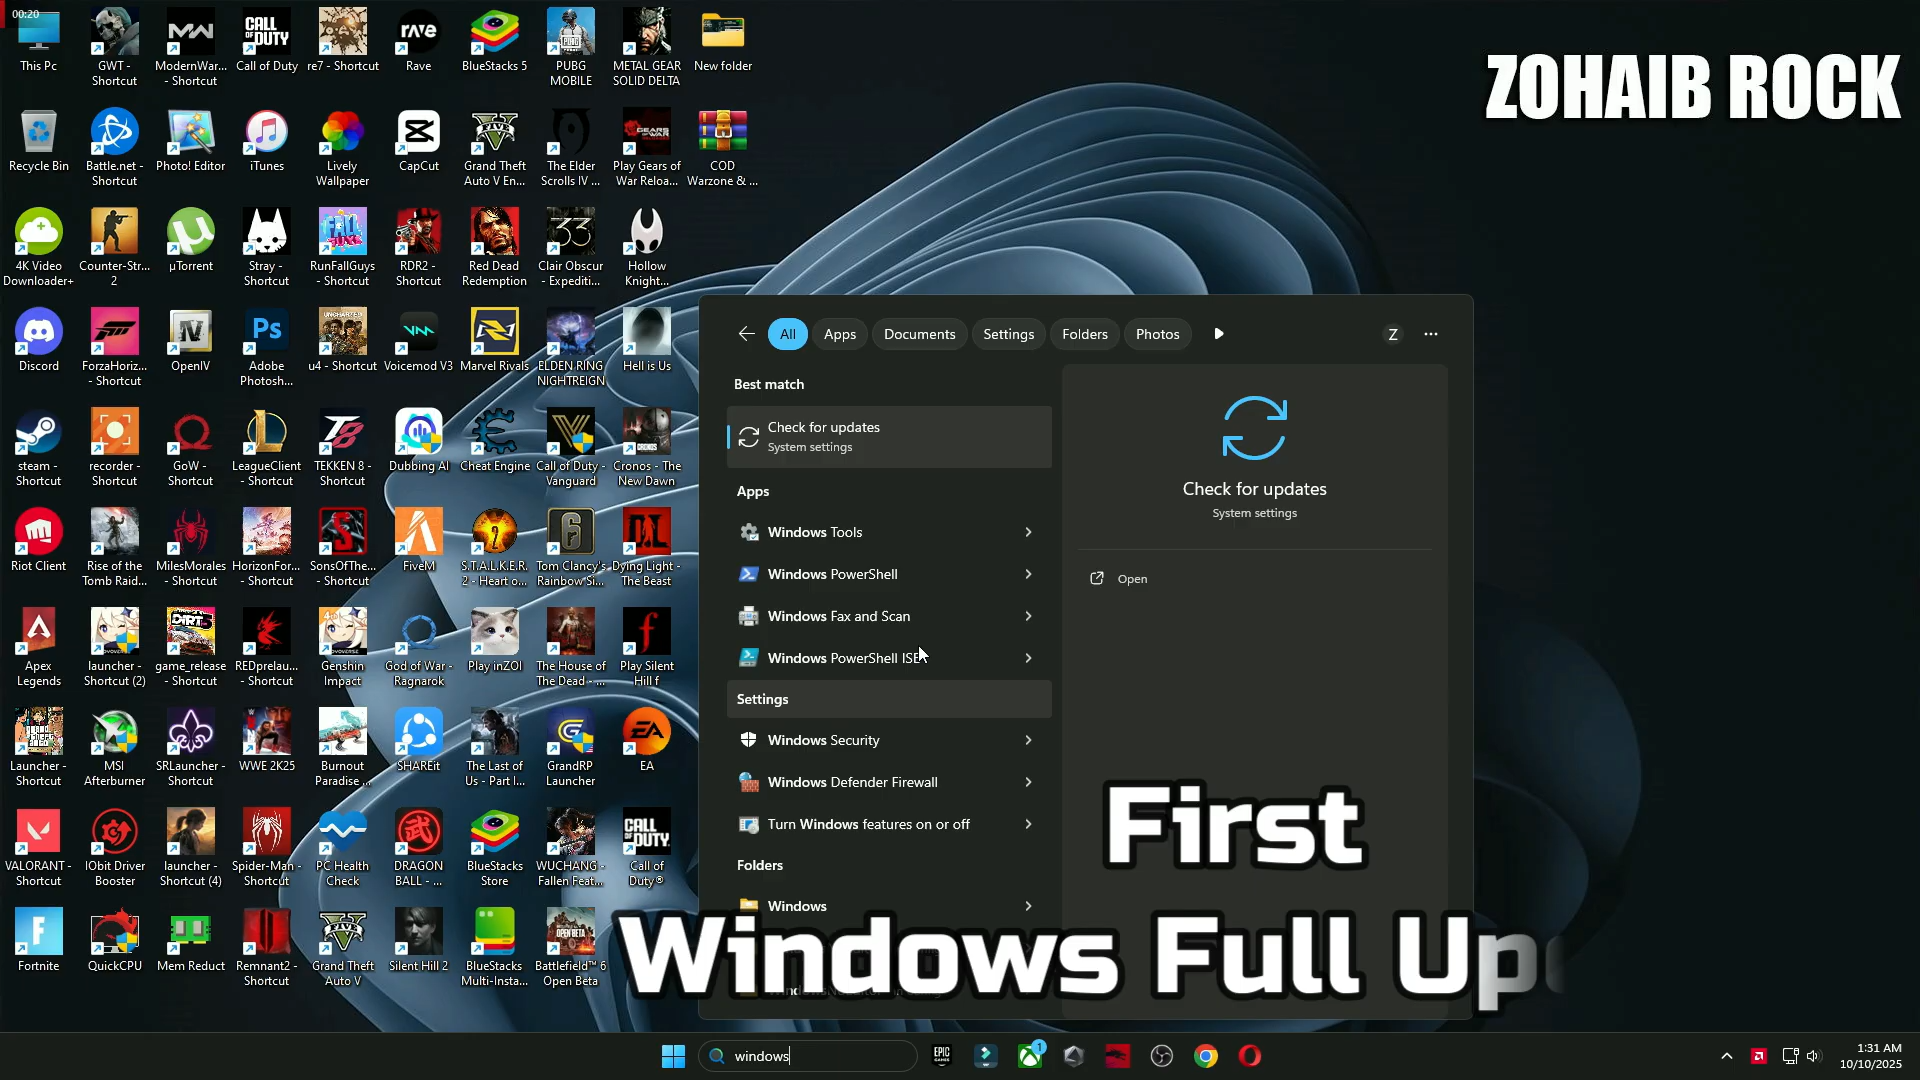 00:20
This Pc
GWT -
Shortcut
ModernWar...
- Shortcut
Call of Duty
re7 - Shortcut
Rave
BlueStacks 5
PUBG
MOBILE
METAL GEAR
SOLID DELTA
New folder
ZOHAIB ROCK
Recycle Bin
Battle.net -
Shortcut
Photo! Editor
iTunes
Lively
Wallpaper
CapCut
Grand Theft
Auto V En...
The Elder
Scrolls IV ...
Play Gears of
War Reloa...
COD
Warzone & ...
4K Video
Downloader+
Counter-Str...
2
µTorrent
Stray -
Shortcut
RunFallGuys
- Shortcut
RDR2 -
Shortcut
Red Dead
Redemption
Clair Obscur
- Expediti...
Hollow
Knight...
Discord
ForzaHoriz...
- Shortcut
OpenIV
Adobe
Photosh...
u4 - Shortcut
Voicemod V3
Marvel Rivals
ELDEN RING
NIGHTREIGN
Hell is Us
steam -
Shortcut
recorder -
Shortcut
GoW -
Shortcut
LeagueClient
- Shortcut
TEKKEN 8 -
Shortcut
Dubbing AI
Cheat Engine
Call of Duty -
Vanguard
Cronos - The
New Dawn
Riot Client
Rise of the
Tomb Raid...
MilesMorales
- Shortcut
HorizonFor...
- Shortcut
SonsOfThe...
- Shortcut
FiveM
S.T.A.L.K.E.R.
2 - Heart o...
Tom Clancy's
Rainbow Si...
Dying Light -
The Beast
Apex
Legends
launcher -
Shortcut (2)
game_release
- Shortcut
REDprelau...
- Shortcut
Genshin
Impact
God of War -
Ragnarok
Play inZOI
The House of
The Dead - ...
Play Silent
Hill f
Launcher -
Shortcut
MSI
Afterburner
SRLauncher -
Shortcut
WWE 2K25
Burnout
Paradise ...
SHAREit
The Last of
Us - Part I...
GrandRP
Launcher
EA
VALORANT -
Shortcut
IObit Driver
Booster
launcher -
Shortcut (4)
Spider-Man -
Shortcut
PC Health
Check
DRAGON
BALL - ...
BlueStacks
Store
WUCHANG -
Fallen Feat...
Call of
Duty®
Fortnite
QuickCPU
Mem Reduct
Remnant2 -
Shortcut
Grand Theft
Auto V
Silent Hill 2
BlueStacks
Multi-Insta...
Battlefield™ 6
Open Beta
All Apps Documents Settings Folders Photos
Z
Best match
Check for updates
System settings
Apps
Windows Tools
Windows PowerShell
Windows Fax and Scan
Windows PowerShell ISE
Settings
Windows Security
Windows Defender Firewall
Turn Windows features on or off
Folders
Windows
Check for updates
System settings
Open
First
Windows Full Up
windows
1:31 AM
10/10/2025